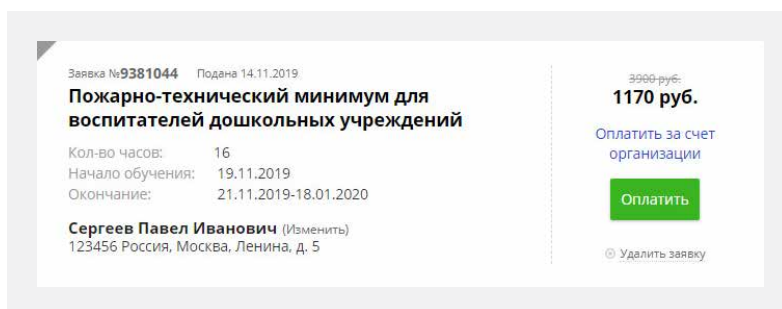 Заявка №9381044 Подана 14.11.2019
Пожарно-технический минимум для
воспитателей дошкольных учреждений
Кол-во часов: 16
Начало обучения: 19.11.2019
Окончание: 21.11.2019-18.01.2020
Сергеев Павел Иванович (Изменить)
123456 Россия, Москва, Ленина, д. 5
3900 руб.
1170 руб.
Оплатить за счет
организации
Оплатить
Удалить заявку